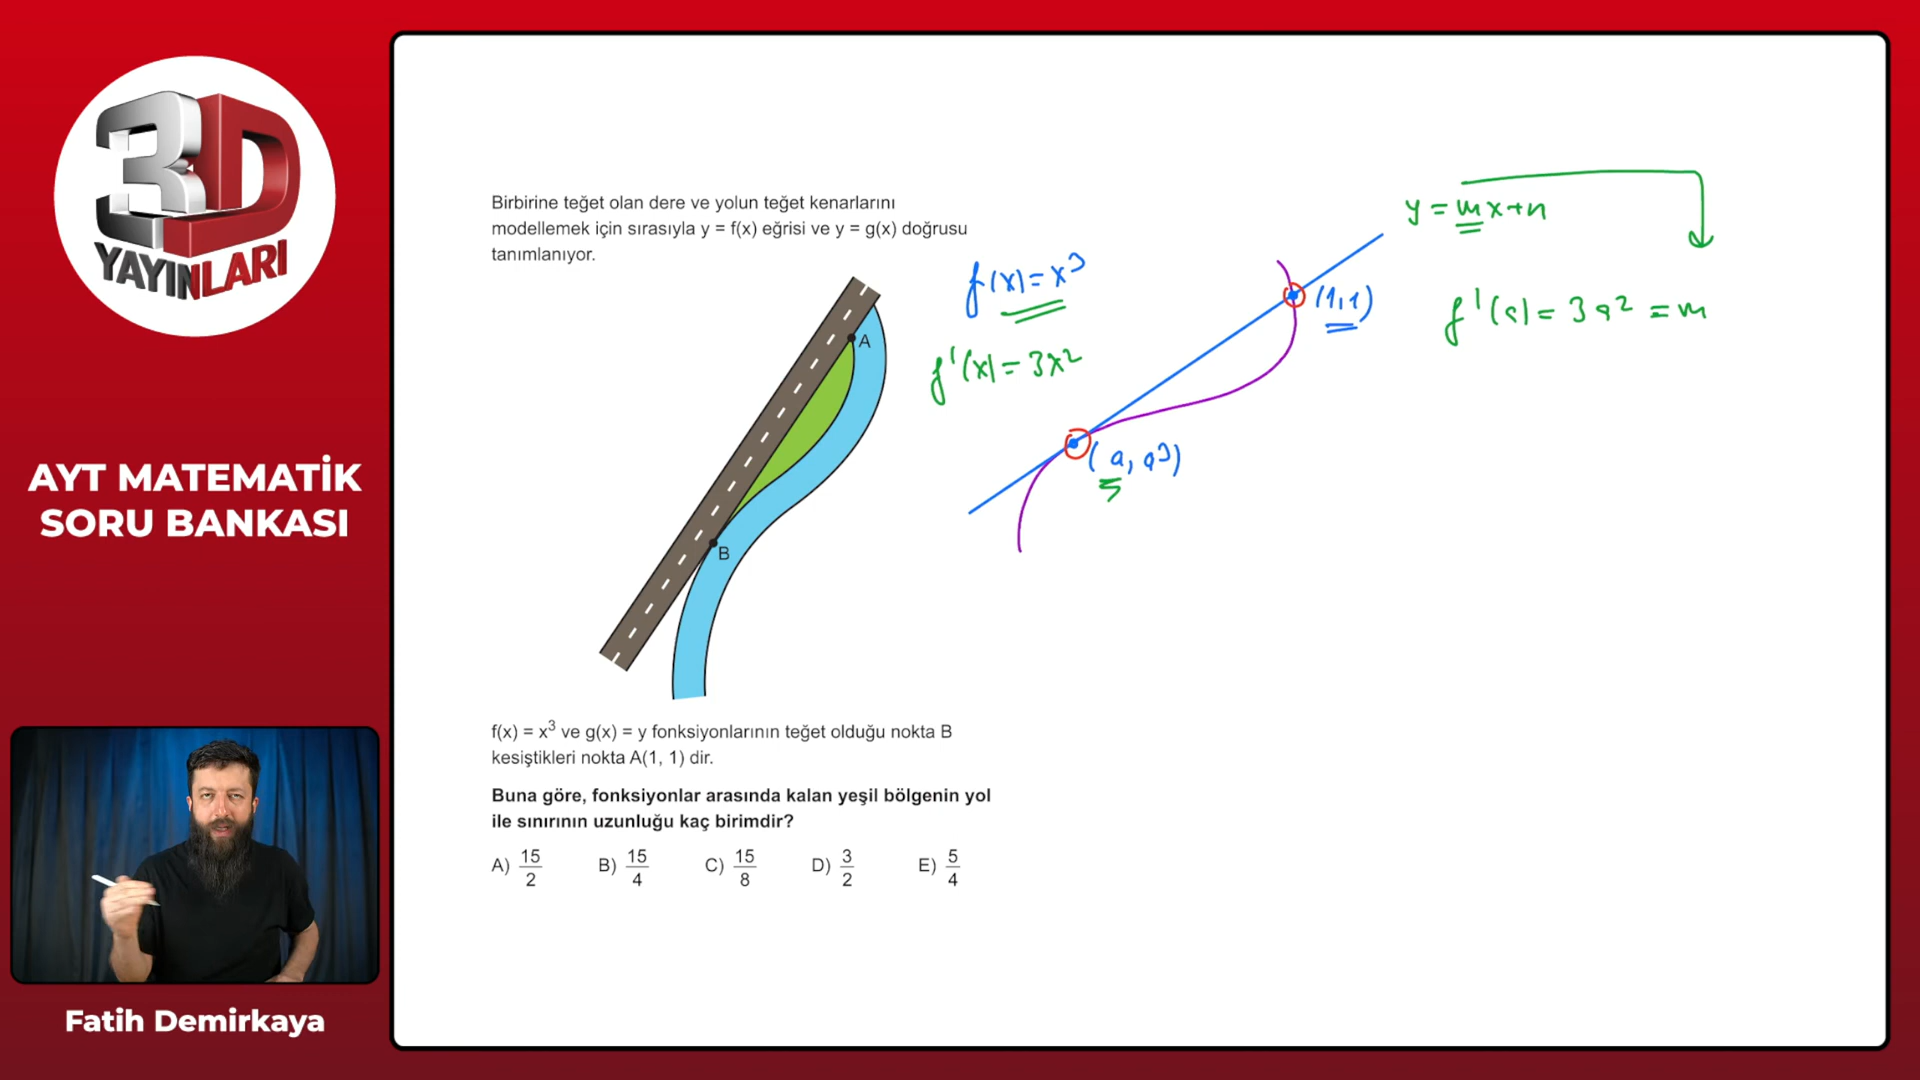 3D
YAYINLARI
AYT MATEMATİK
SORU BANKASI
Fatih Demirkaya
Birbirine teğet olan dere ve yolun teğet kenarlarını
modellemek için sırasıyla y = f(x) eğrisi ve y = g(x) doğrusu
tanımlanıyor.
A
B
f(x) = x³ ve g(x) = y fonksiyonlarının teğet olduğu nokta B
kesiştikleri nokta A(1, 1) dir.
Buna göre, fonksiyonlar arasında kalan yeşil bölgenin yol
ile sınırının uzunluğu kaç birimdir?
A) 15/2 B) 15/4 C) 15/8 D) 3/2 E) 5/4
f(x) = x³
f'(x) = 3x²
(1,1)
(a, a³)
y = mx+n
f'(a) = 3a² = m